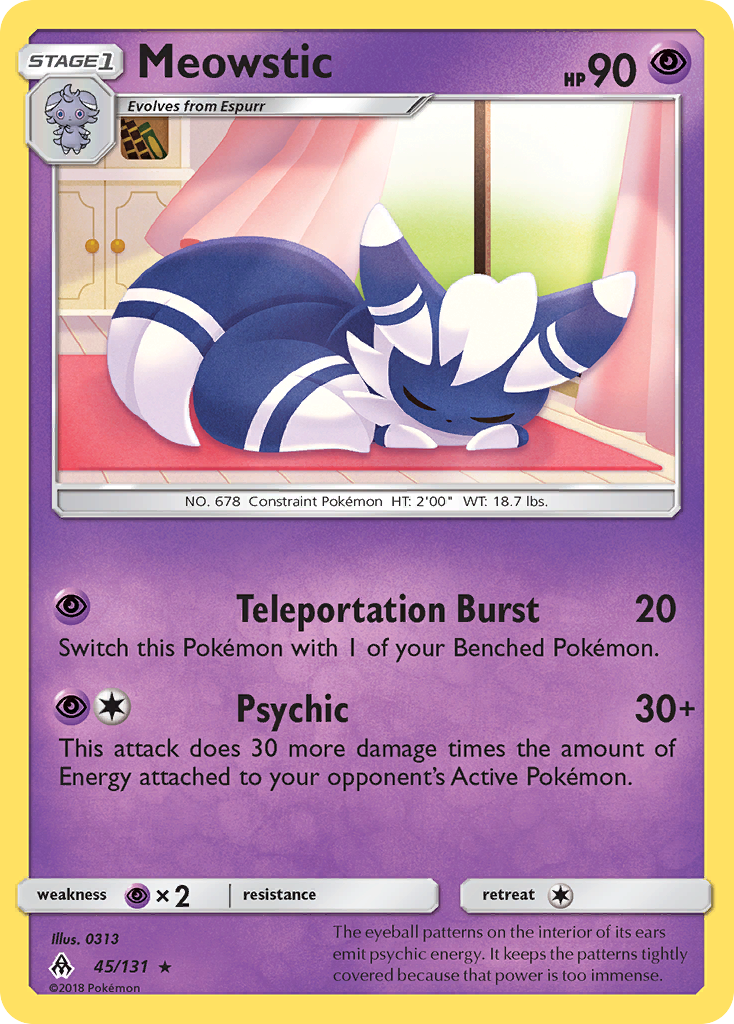 STAGE1
Meowstic
HP 90
Evolves from Espurr
NO. 678 Constraint Pokémon HT: 2'00" WT: 18.7 lbs.
Teleportation Burst 20
Switch this Pokémon with 1 of your Benched Pokémon.
Psychic 30+
This attack does 30 more damage times the amount of
Energy attached to your opponent's Active Pokémon.
weakness ×2 resistance retreat
Illus. 0313
45/131 ★
©2018 Pokémon
The eyeball patterns on the interior of its ears
emit psychic energy. It keeps the patterns tightly
covered because that power is too immense.